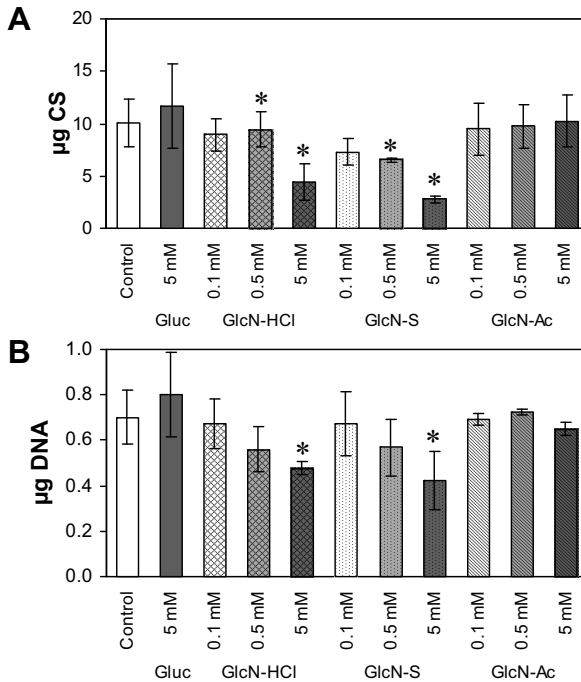 A
µg CS
20
15
10
5
0
* * * *
Control 5 mM 0.1 mM 0.5 mM 5 mM 0.1 mM 0.5 mM 5 mM 0.1 mM 0.5 mM 5 mM
Gluc GlcN-HCl GlcN-S GlcN-Ac
B
µg DNA
1.0
0.8
0.6
0.4
0.2
0.0
* *
Control 5 mM 0.1 mM 0.5 mM 5 mM 0.1 mM 0.5 mM 5 mM 0.1 mM 0.5 mM 5 mM
Gluc GlcN-HCl GlcN-S GlcN-Ac